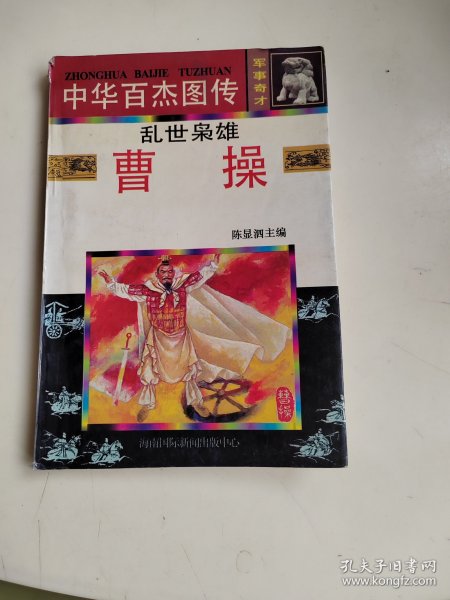 ZHONGHUA BAIJIE TUZHUAN
中华百杰图传
军事奇才
乱世枭雄
曹操
陈显泗主编
曹操
海南国际新闻出版中心
孔夫子旧书网
www.kongfz.com